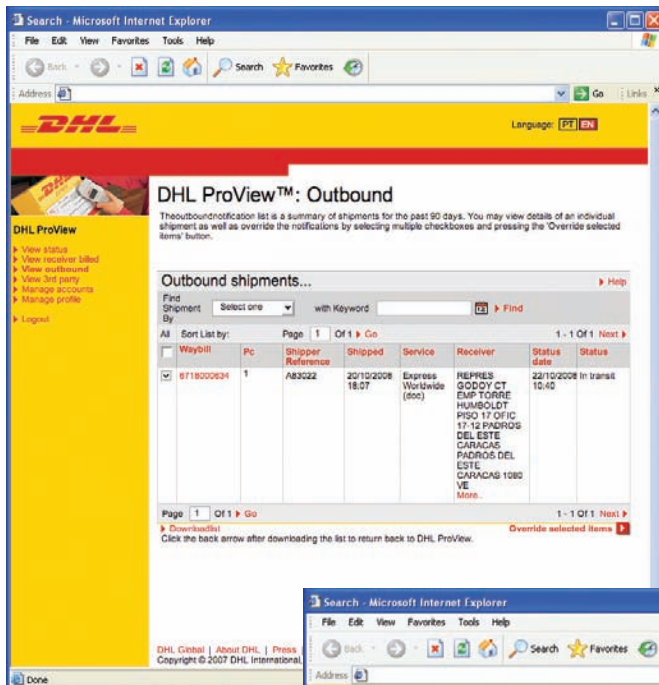 Search - Microsoft Internet Explorer
File Edit View Favorites Tools Help
Back Search Favorites
Address Go Links
DHL
Language: PT EN
DHL ProView™: Outbound
Theoutboundnotification list is a summary of shipments for the past 90 days. You may view details of an individual
shipment as well as override the notifications by selecting multiple checkboxes and pressing the 'Override selected
items' button.
DHL ProView
View status
View receiver billed
View outbound
View 3rd party
Manage accounts
Manage profile
Logout
Outbound shipments... Help
Find Shipment By Select one with Keyword Find
All Sort List by: Page 1 Of 1 Go 1 - 1 Of 1 Next
Waybill Pc Shipper Reference Shipped Service Receiver Status date Status
6718000634 1 A83022 20/10/2008 18:07 Express Worldwide (doc)
REPRES
GODDY CT
EMP TORRE
HUMBOLDT
PISO 17 OFIC
17-12 PADROS
DEL ESTE
CARACAS
PADROS DEL
ESTE
CARACAS 1080
VE
More..
22/10/2008 10:40 In transit
Page 1 Of 1 Go 1 - 1 Of 1 Next
Downloadlist Override selected items
Click the back arrow after downloading the list to return back to DHL ProView.
DHL Global | About DHL | Press |
Copyright © 2007 DHL International,
Done
Search - Microsoft Internet Explorer
File Edit View Favorites Tools Help
Back Search Favorites
Address